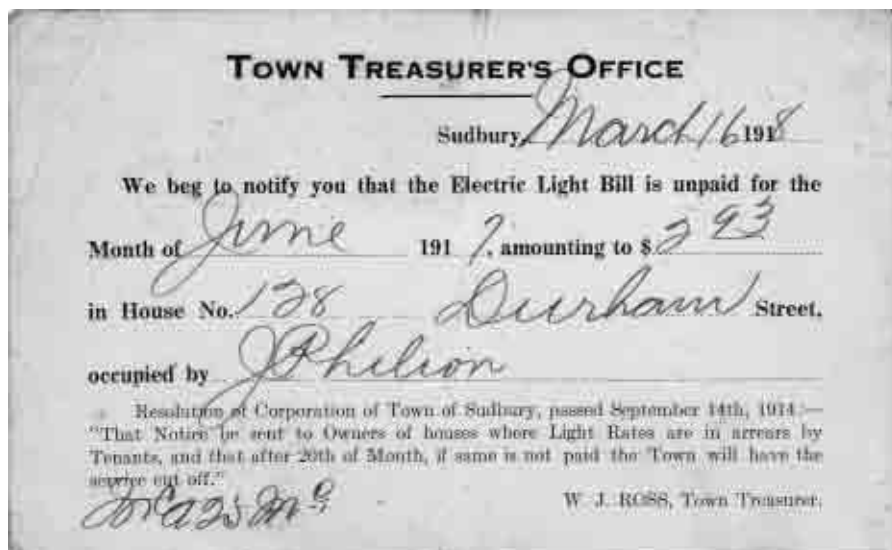 TOWN TREASURER'S OFFICE
Sudbury, March 16 1918
We beg to notify you that the Electric Light Bill is unpaid for the
Month of June 1917, amounting to $ 2 93
in House No. 128 Durham Street,
occupied by J Phelion
Resolution of Corporation of Town of Sudbury, passed September 14th, 1914:—
"That Notice be sent to Owners of houses where Light Rates are in arrears by
Tenants, and that after 20th of Month, if same is not paid the Town will have the
service cut off."
W. J. ROSS, Town Treasurer.